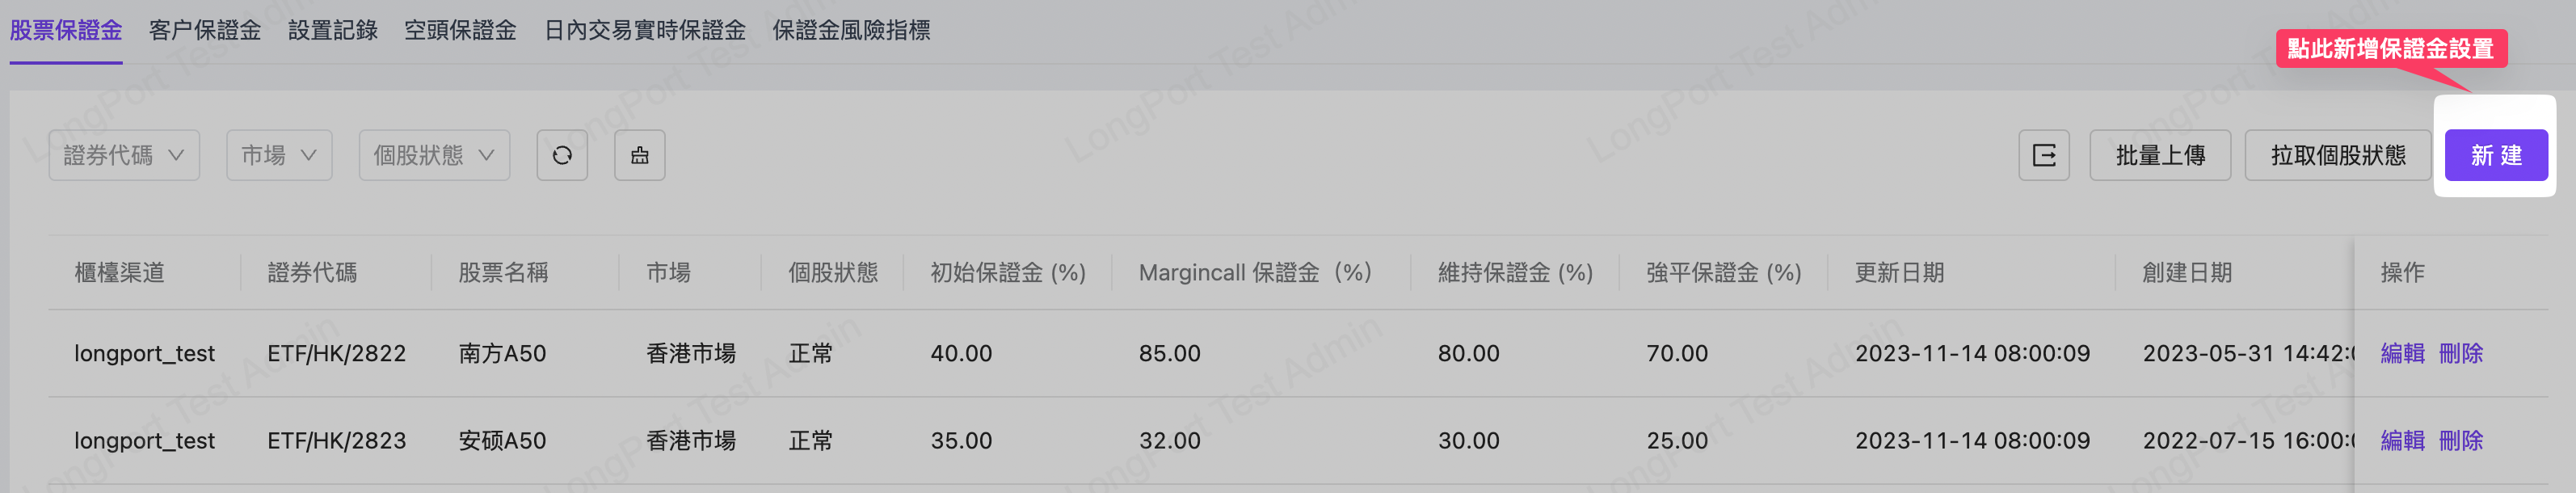 股票保證金 客户保證金 設置記錄 空頭保證金 日內交易實時保證金 保證金風險指標
點此新增保證金設置
證券代碼 市場 個股狀態 批量上傳 拉取個股狀態 新 建
櫃檯渠道 證券代碼 股票名稱 市場 個股狀態 初始保證金 (%) Margincall 保證金（%） 維持保證金 (%) 強平保證金 (%) 更新日期 創建日期 操作
longport_test ETF/HK/2822 南方A50 香港市場 正常 40.00 85.00 80.00 70.00 2023-11-14 08:00:09 2023-05-31 14:42: 編輯 刪除
longport_test ETF/HK/2823 安硕A50 香港市場 正常 35.00 32.00 30.00 25.00 2023-11-14 08:00:09 2022-07-15 16:00: 編輯 刪除
LongPort Test Admin